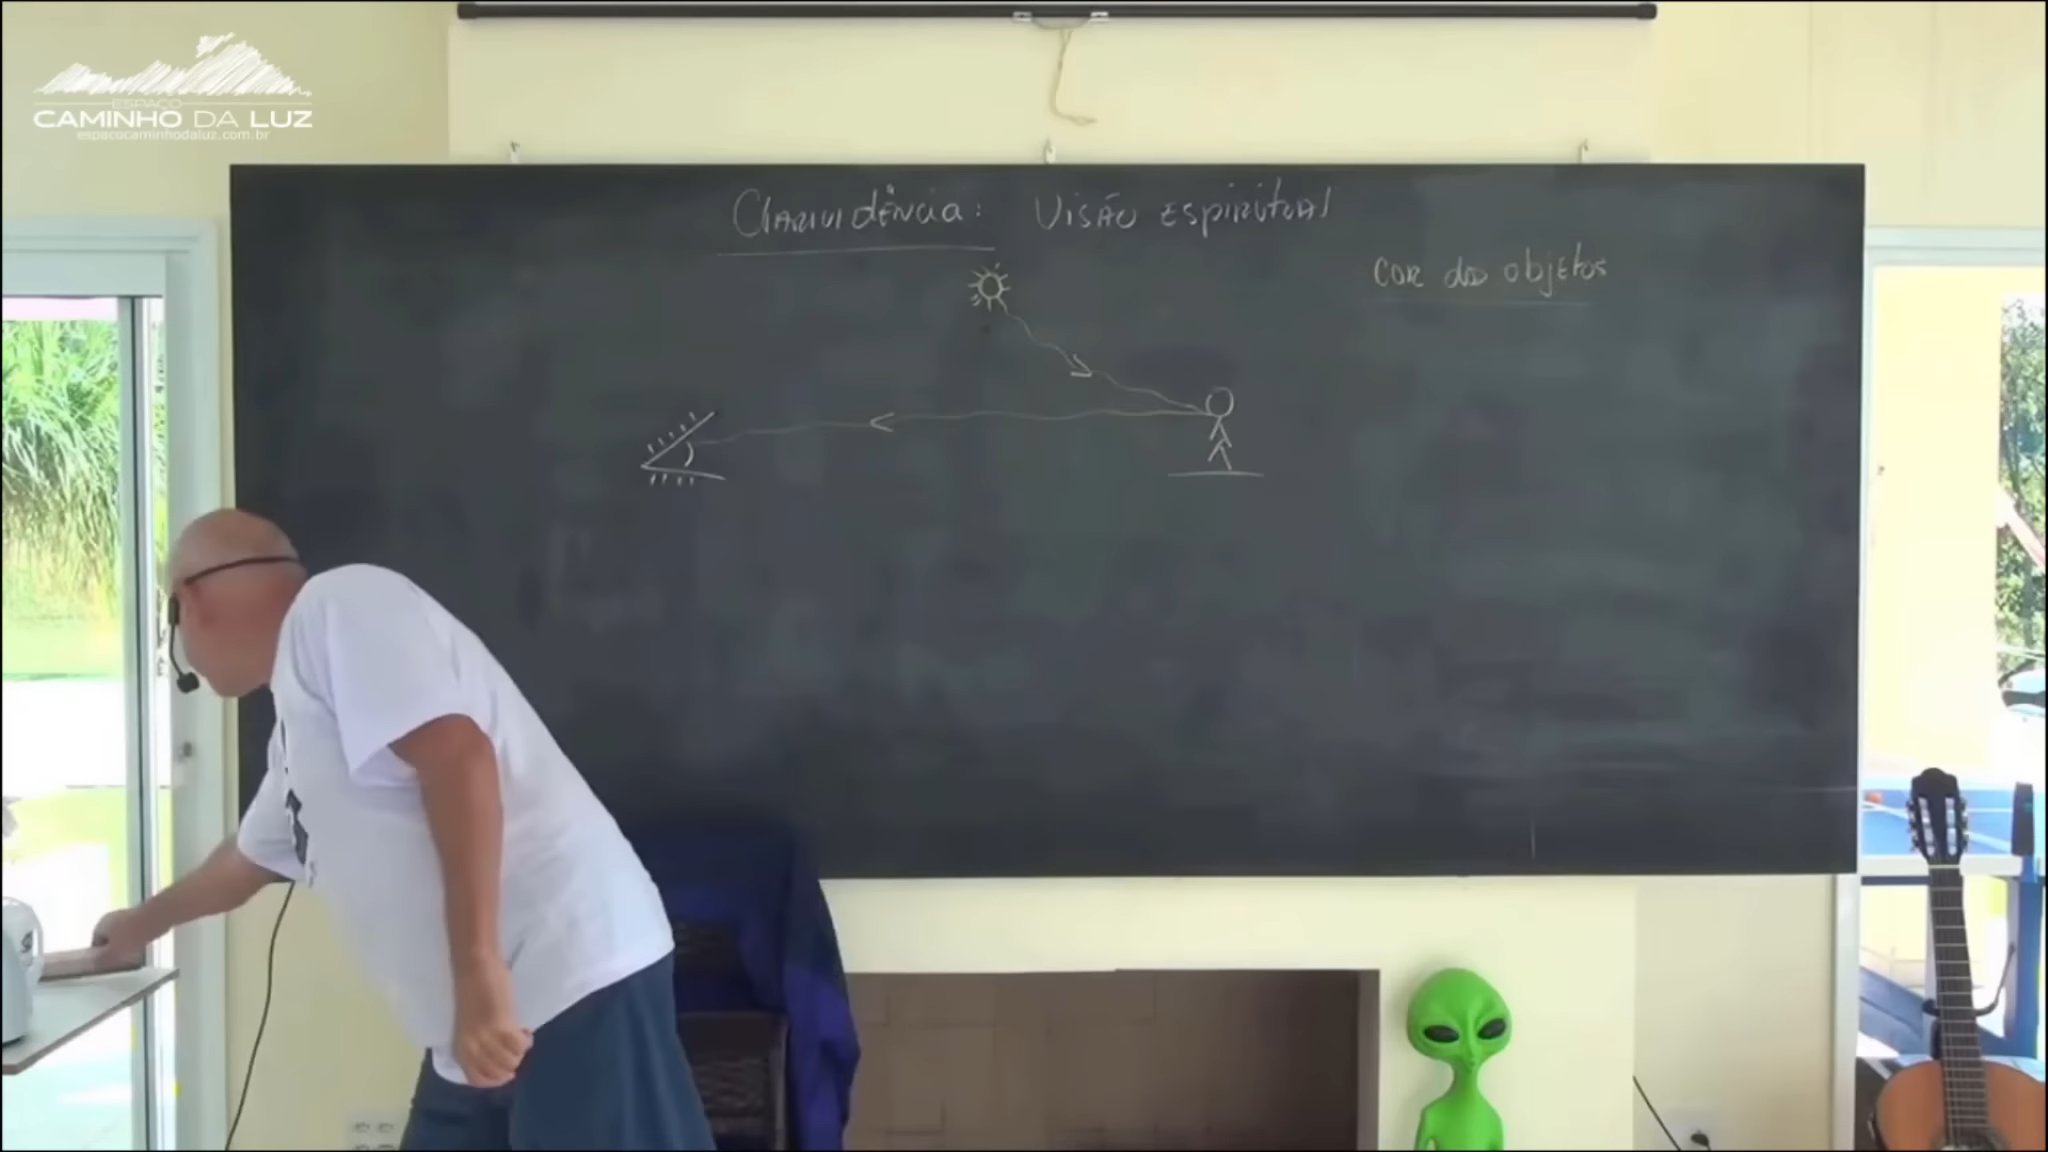 ESPAÇO
CAMINHO DA LUZ
espacocaminhodaluz.com.br
Clarividência: Visão espiritual
cor dos objetos